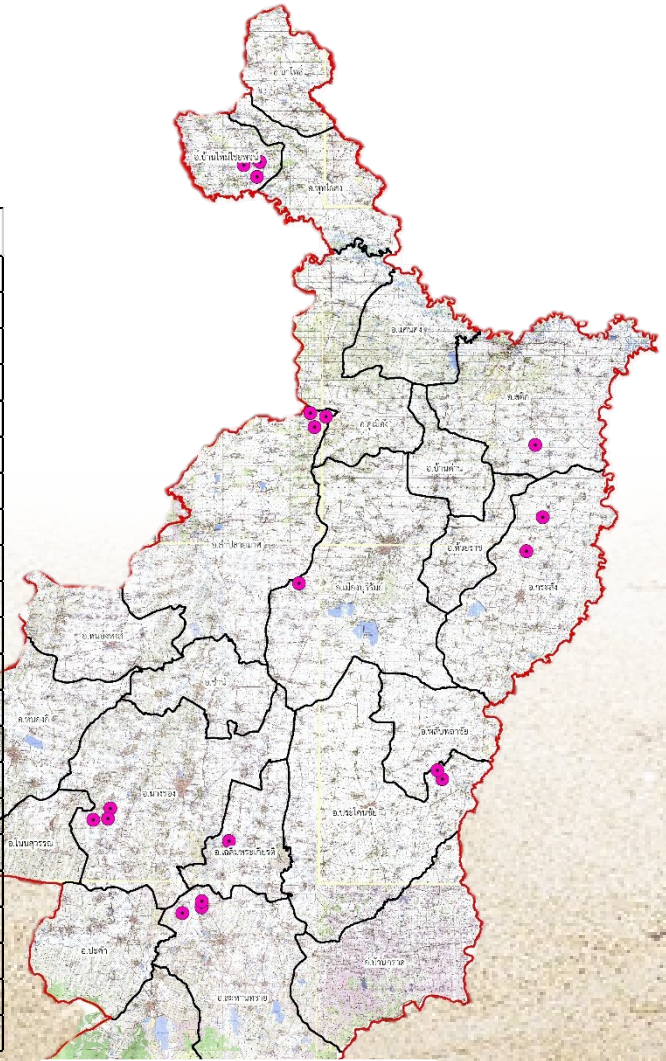 อ.นาโพธิ์
อ.บ้านใหม่ไชยพจน์
อ.พุทไธสง
อ.แคนดง
อ.สตึก
อ.คูเมือง
อ.บ้านด่าน
อ.ลำปลายมาศ
อ.ห้วยราช
อ.เมืองบุรีรัมย์
อ.กระสัง
อ.หนองหงส์
อ.ชำนิ
อ.หนองกี่
อ.พลับพลาชัย
อ.นางรอง
อ.ประโคนชัย
อ.โนนสุวรรณ
อ.เฉลิมพระเกียรติ
อ.ปะคำ
อ.บ้านกรวด
อ.ละหานทราย